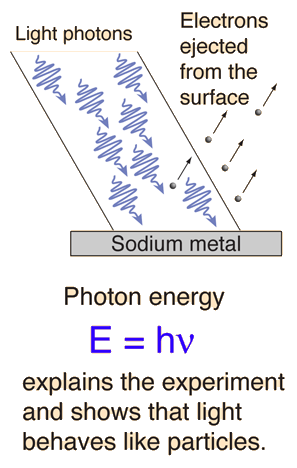 Light photons
Electrons
ejected
from the
surface
Sodium metal
Photon energy
E = hν
explains the experiment
and shows that light
behaves like particles.